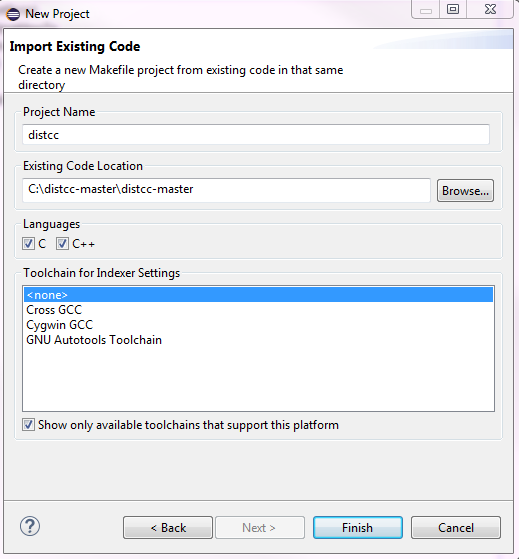 New Project
Import Existing Code
Create a new Makefile project from existing code in that same
directory
Project Name
distcc
Existing Code Location
C:\distcc-master\distcc-master
Browse...
Languages
C C++
Toolchain for Indexer Settings
<none>
Cross GCC
Cygwin GCC
GNU Autotools Toolchain
Show only available toolchains that support this platform
? < Back Next > Finish Cancel